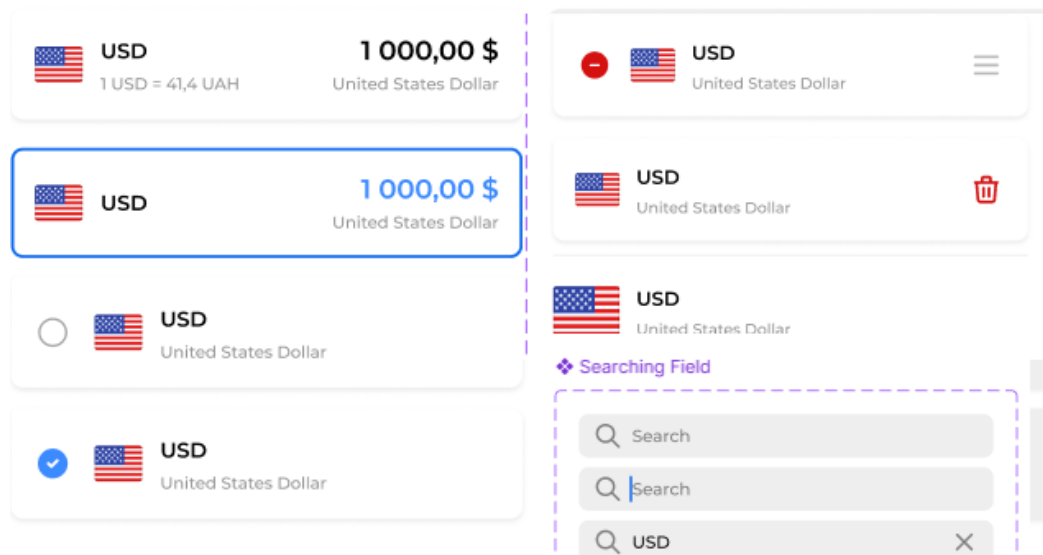 USD
1 000,00 $
1 USD = 41,4 UAH
United States Dollar
USD
1 000,00 $
United States Dollar
USD
United States Dollar
USD
United States Dollar
USD
United States Dollar
USD
United States Dollar
USD
United States Dollar
Searching Field
Search
Search
USD